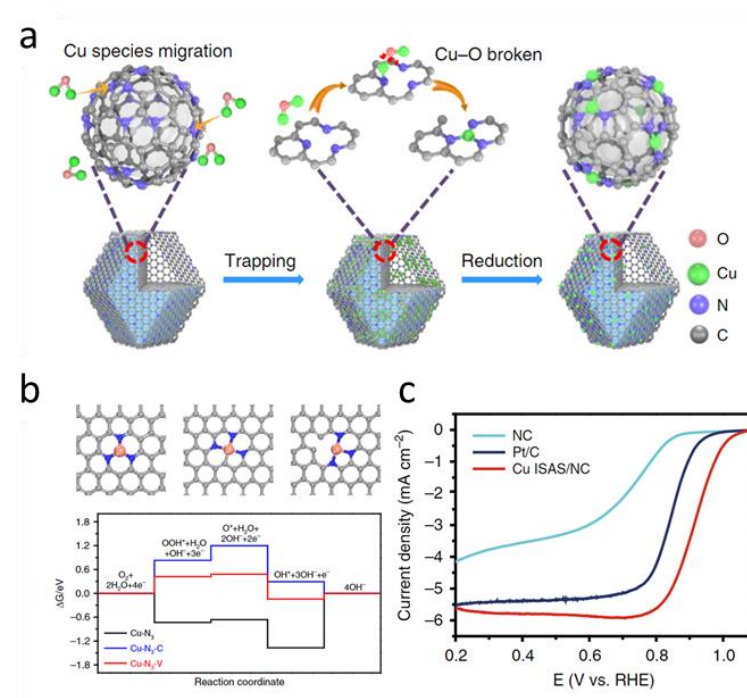 a
Cu species migration
Cu–O broken
Trapping
Reduction
O
Cu
N
C
b
1.8
1.2
0.6
0.0
−0.6
−1.2
−1.8
ΔG/eV
O₂+
2H₂O+4e⁻
OOH*+H₂O
+OH⁻+3e⁻
O*+H₂O+
2OH⁻+2e⁻
OH*+3OH⁻+e⁻
4OH⁻
Cu-N₃
Cu-N₃-C
Cu-N₃-V
Reaction coordinate
c
0
−1
−2
−3
−4
−5
−6
Current density (mA cm⁻²)
NC
Pt/C
Cu ISAS/NC
0.2
0.4
0.6
0.8
1.0
E (V vs. RHE)